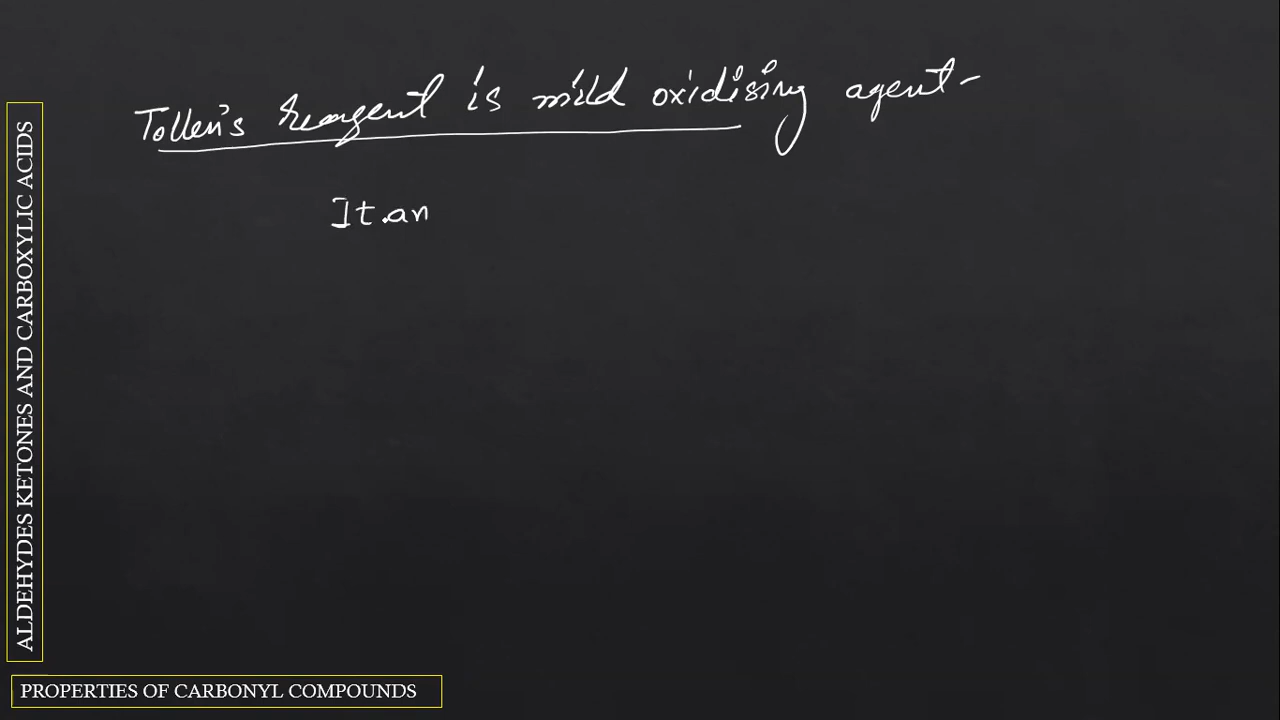 Tollen's reagent is mild oxidising agent-
It an
ALDEHYDES KETONES AND CARBOXYLIC ACIDS
PROPERTIES OF CARBONYL COMPOUNDS